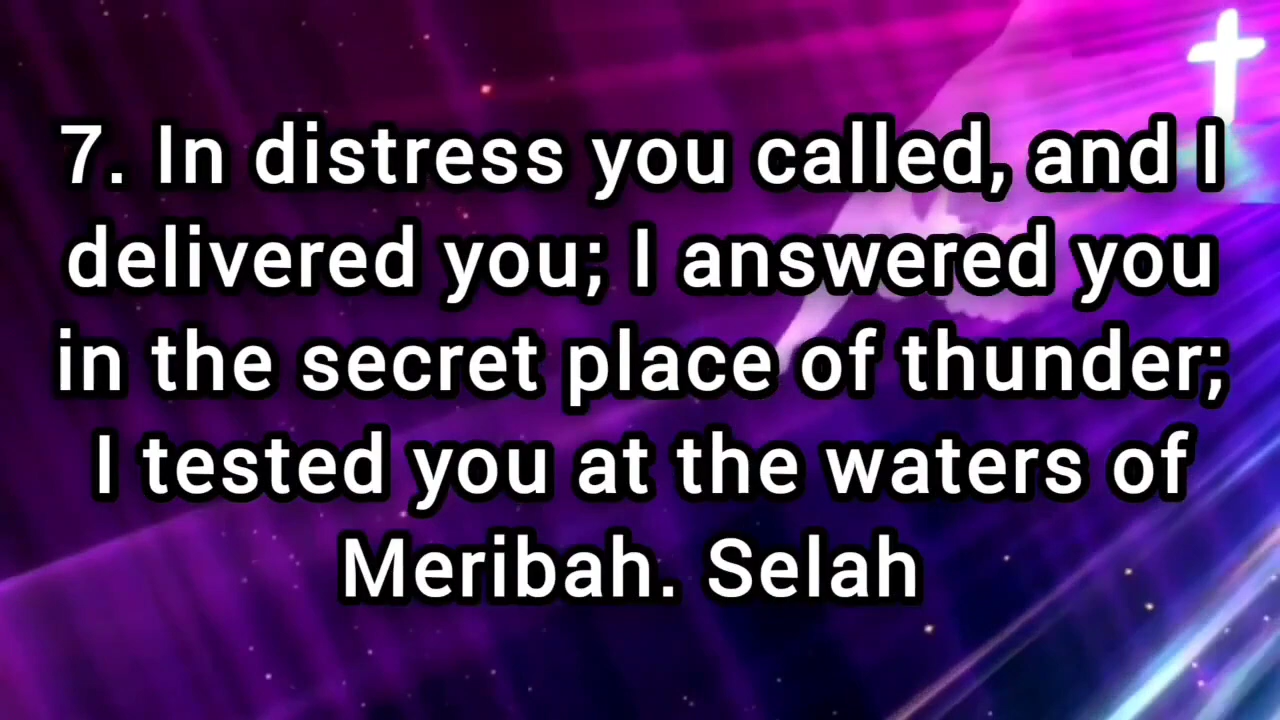 7. In distress you called, and I
delivered you; I answered you
in the secret place of thunder;
I tested you at the waters of
Meribah. Selah